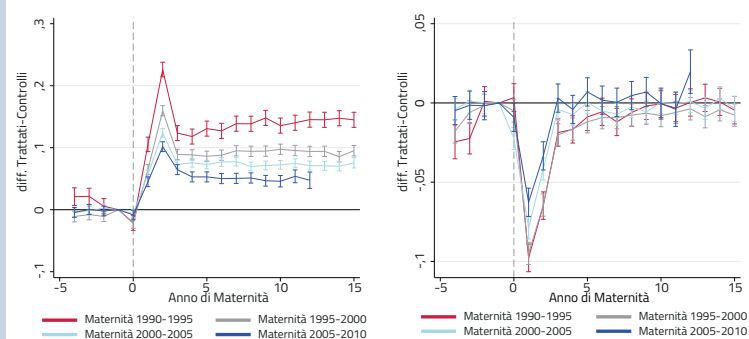 diff. Trattati-Controlli
,3
,2
,1
0
-,1
-5
0
5
10
15
Anno di Maternità
Maternità 1990-1995
Maternità 1995-2000
Maternità 2000-2005
Maternità 2005-2010
diff. Trattati-Controlli
,05
0
-,05
-,1
-5
0
5
10
15
Anno di Maternità
Maternità 1990-1995
Maternità 1995-2000
Maternità 2000-2005
Maternità 2005-2010